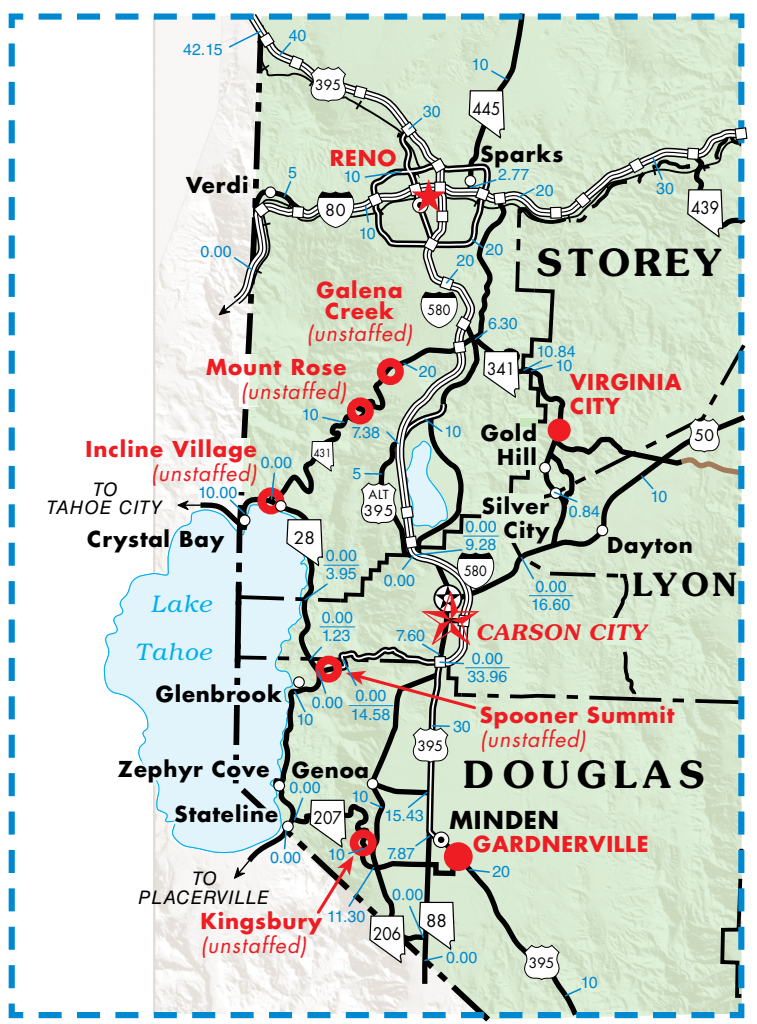 42.15
40
10
395
30
445
RENO
Sparks
10
2.77
Verdi
5
20
30
80
10
439
0.00
20
STOREY
20
Galena
Creek
(unstaffed)
580
6.30
Mount Rose
(unstaffed)
20
341
10.84
10
VIRGINIA
CITY
10
7.38
10
Gold
Hill
50
Incline Village
(unstaffed)
431
0.00
5
ALT
395
10
TO
TAHOE CITY
10.00
Silver
City
0.84
Crystal Bay
28
0.00
9.28
Dayton
0.00
3.95
0.00
580
0.00
16.60
LYON
Lake
Tahoe
0.00
1.23
7.60
CARSON CITY
0.00
33.96
Glenbrook
0.00
0.00
14.58
10
Spooner Summit
(unstaffed)
30
395
Zephyr Cove
Genoa
DOUGLAS
0.00
10
15.43
Stateline
207
MINDEN
GARDNERVILLE
0.00
10
7.87
20
TO
PLACERVILLE
Kingsbury
(unstaffed)
11.30
0.00
206
88
0.00
395
10